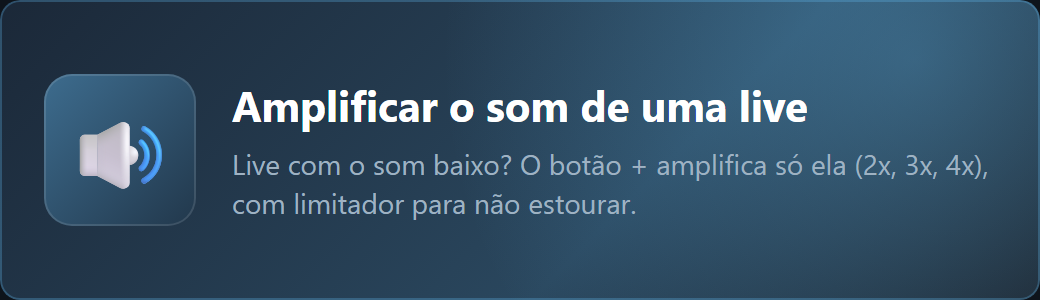 Amplificar o som de uma live
Live com o som baixo? O botão + amplifica só ela (2x, 3x, 4x),
com limitador para não estourar.